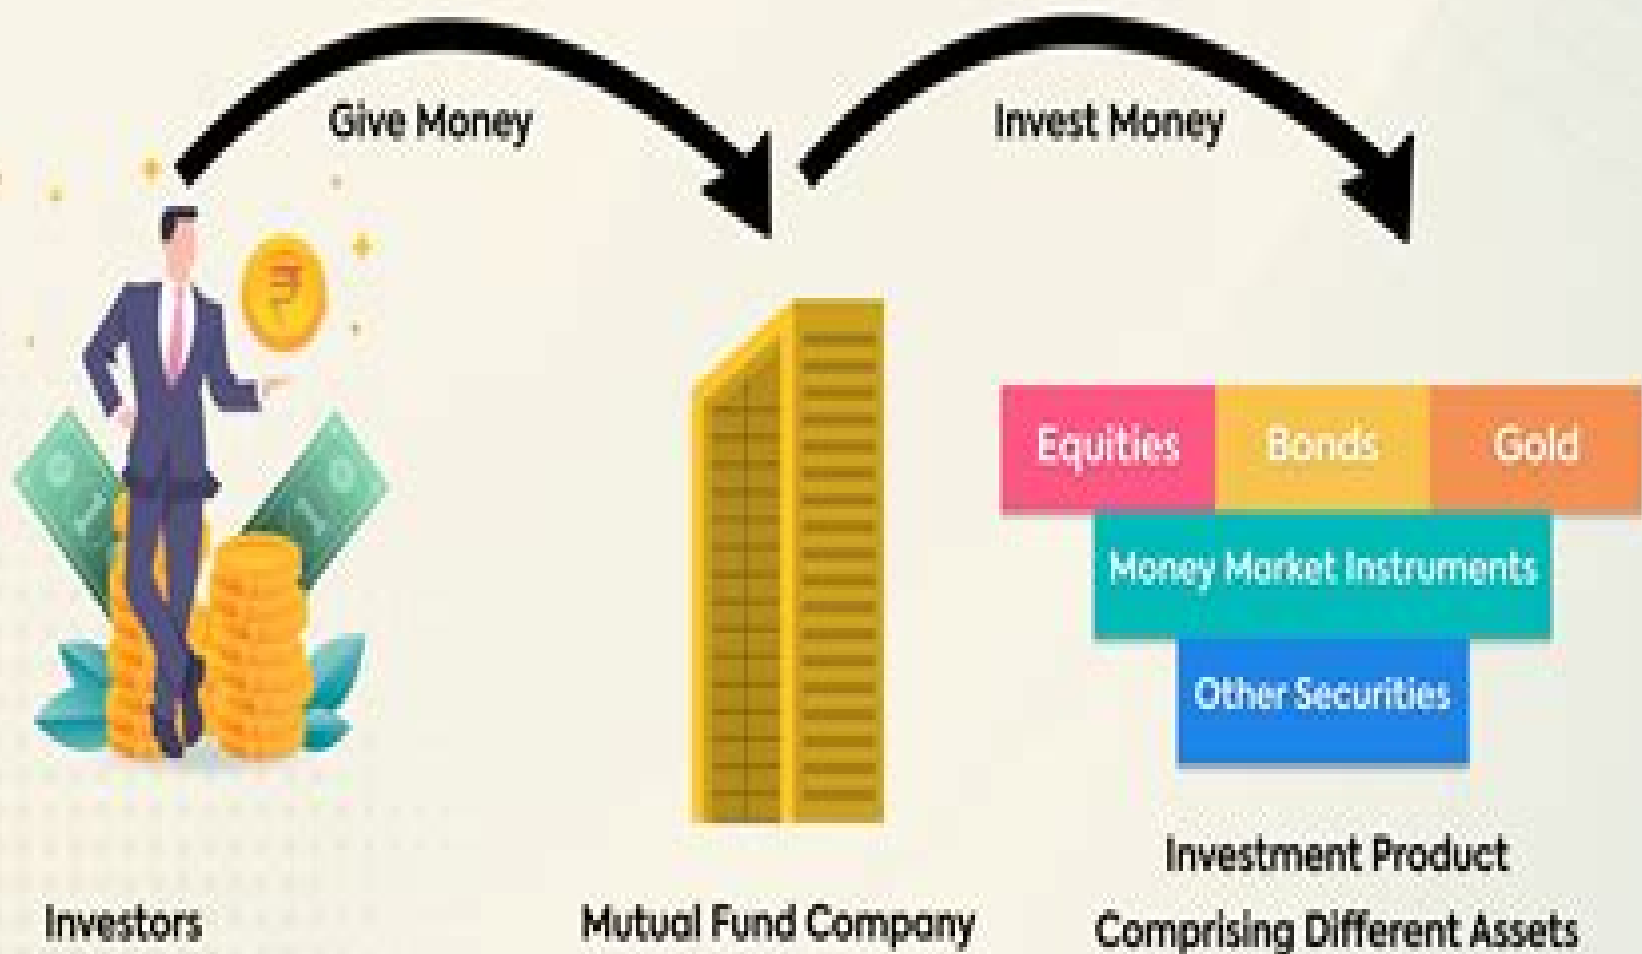 Give Money
Invest Money
₹
Equities
Bonds
Gold
Money Market Instruments
Other Securities
Investment Product
Comprising Different Assets
Mutual Fund Company
Investors